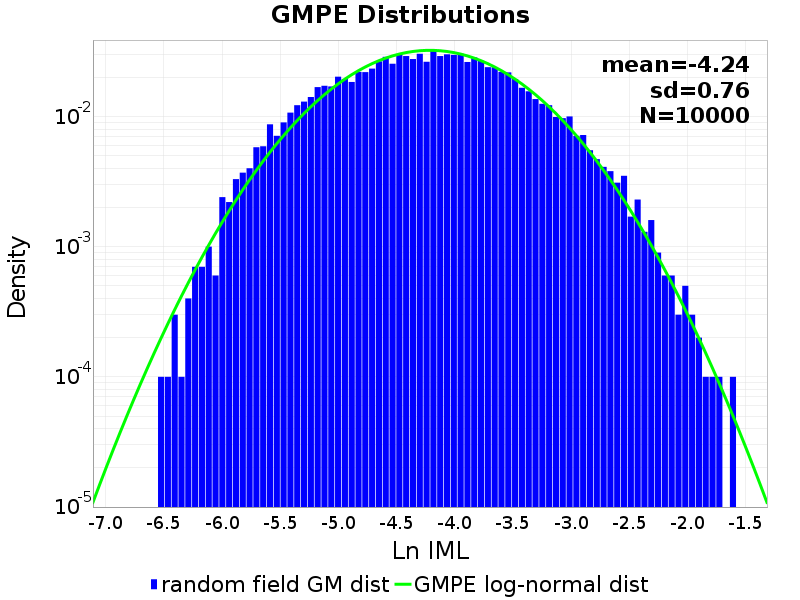 GMPE Distributions
mean=-4.24
sd=0.76
N=10000
Density
10-2
10-3
10-4
10-5
-7.0 -6.5 -6.0 -5.5 -5.0 -4.5 -4.0 -3.5 -3.0 -2.5 -2.0 -1.5
Ln IML
random field GM dist GMPE log-normal dist